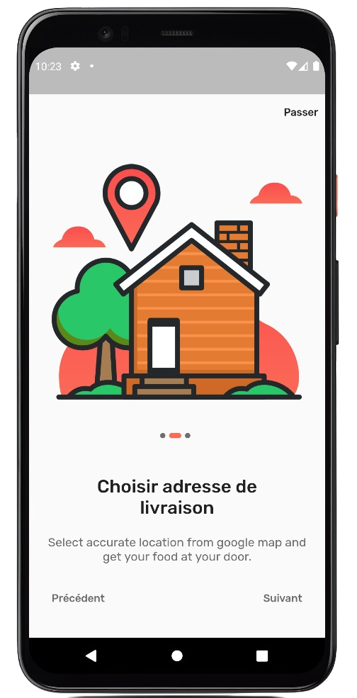 10:23
Passer
Choisir adresse de
livraison
Select accurate location from google map and
get your food at your door.
Précédent
Suivant